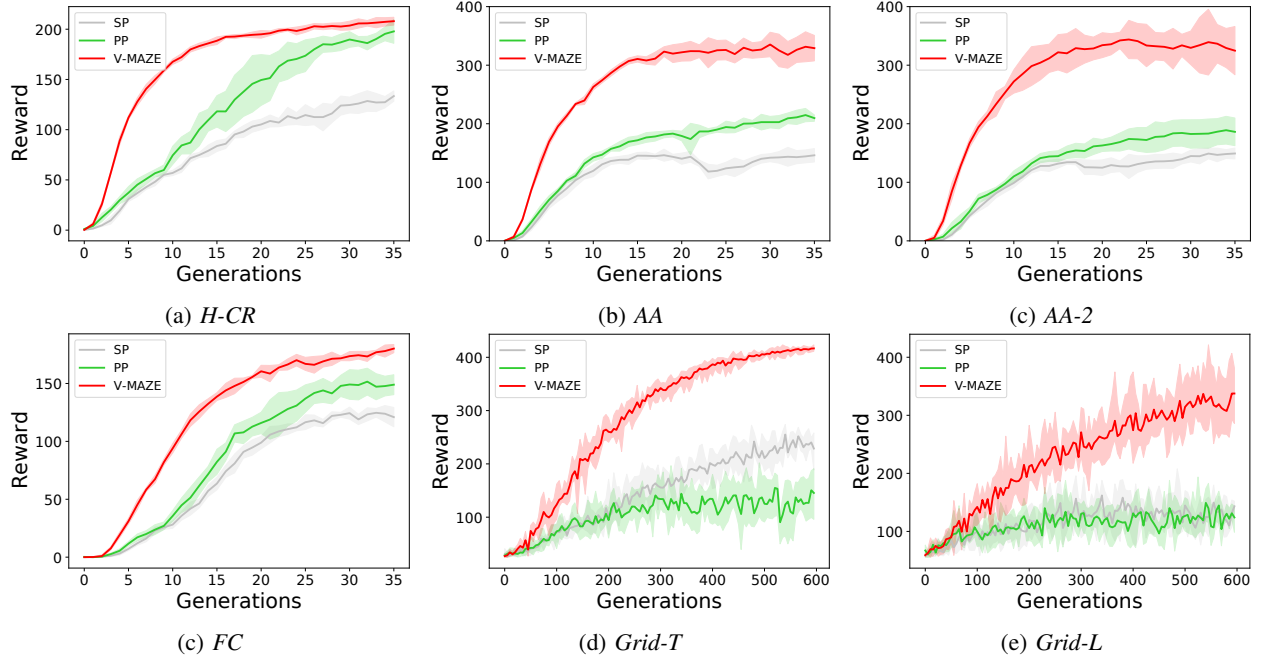 SP
PP
V-MAZE
Reward
200
150
100
50
0
0 5 10 15 20 25 30 35
Generations
(a) H-CR
SP
PP
V-MAZE
Reward
400
300
200
100
0
0 5 10 15 20 25 30 35
Generations
(b) AA
SP
PP
V-MAZE
Reward
400
300
200
100
0
0 5 10 15 20 25 30 35
Generations
(c) AA-2
SP
PP
V-MAZE
Reward
150
100
50
0
0 5 10 15 20 25 30 35
Generations
(c) FC
SP
PP
V-MAZE
Reward
400
300
200
100
0 100 200 300 400 500 600
Generations
(d) Grid-T
SP
PP
V-MAZE
Reward
400
300
200
100
0 100 200 300 400 500 600
Generations
(e) Grid-L